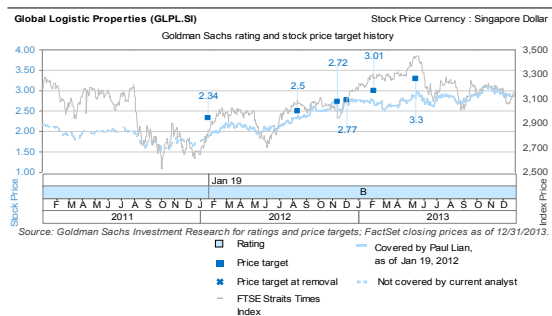 Global Logistic Properties (GLPL.SI) Stock Price Currency : Singapore Dollar
Goldman Sachs rating and stock price target history
4.00 3,500
3.50 3,300
3.00 3,100
2.50
2.00 2,900
1.50 2,700
1.00 2,500
2.34 2.5 2.72 2.77 3.01 3.3
Stock Price Index Price
Jan 19
B
F M A M J J A S O N D J F M A M J J A S O N D J F M A M J J A S O N D
2011 2012 2013
Source: Goldman Sachs Investment Research for ratings and price targets; FactSet closing prices as of 12/31/2013.
Rating
Price target
Price target at removal
FTSE Straits Times
Index
Covered by Paul Lian,
as of Jan 19, 2012
Not covered by current analyst